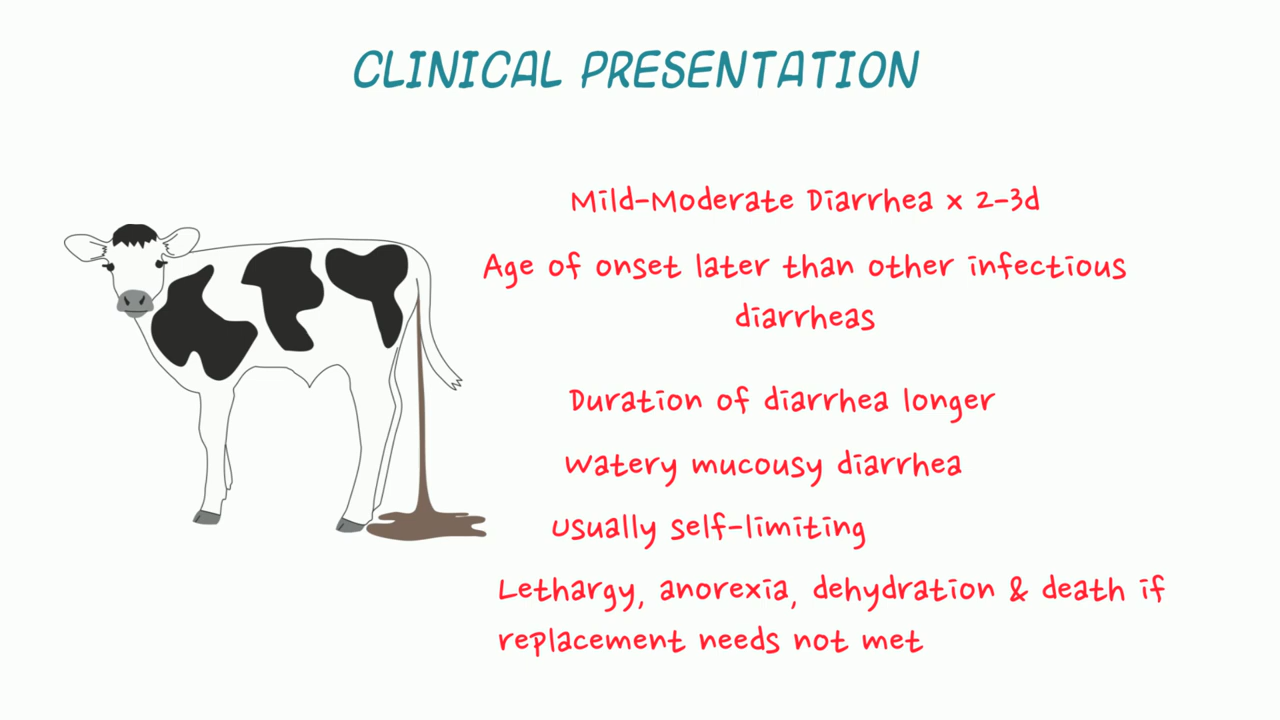 CLINICAL PRESENTATION
Mild-Moderate Diarrhea x 2-3d
Age of onset later than other infectious
diarrheas
Duration of diarrhea longer
Watery mucousy diarrhea
Usually self-limiting
Lethargy, anorexia, dehydration & death if
replacement needs not met